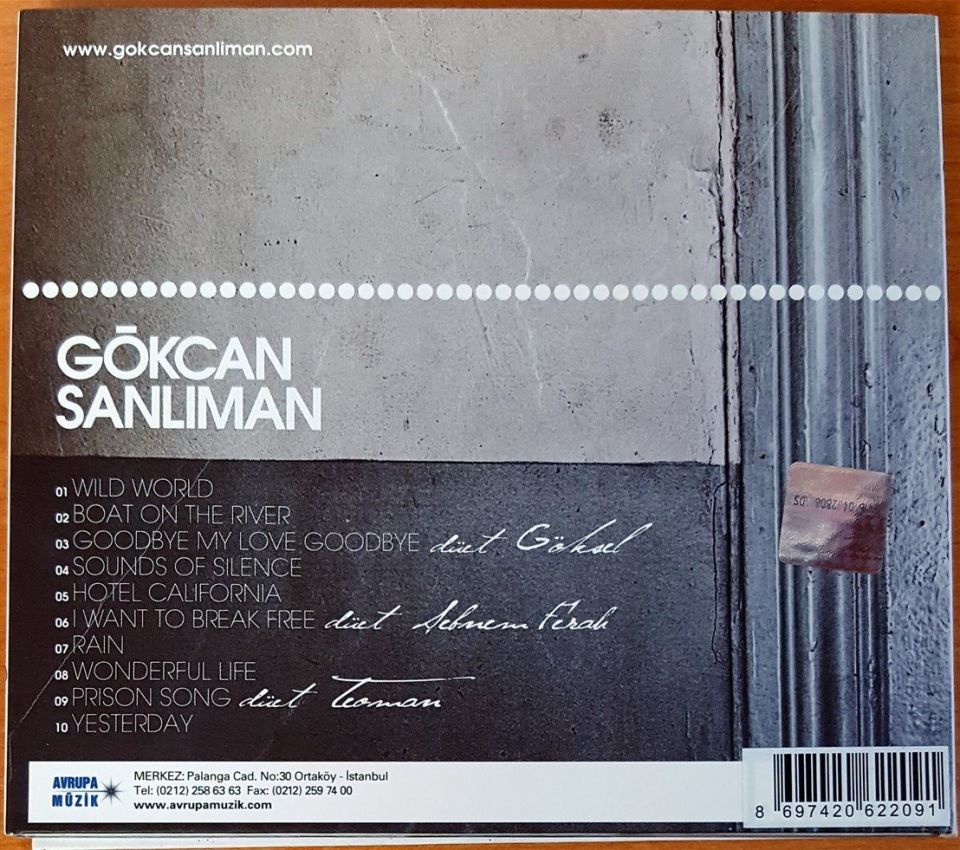 www.gokcansanliman.com
GÖKCAN
SANLIMAN
01 WILD WORLD
02 BOAT ON THE RIVER
03 GOODBYE MY LOVE GOODBYE düet Göksel
04 SOUNDS OF SILENCE
05 HOTEL CALIFORNIA
06 I WANT TO BREAK FREE düet Şebnem Ferah
07 RAIN
08 WONDERFUL LIFE
09 PRISON SONG düet Teoman
10 YESTERDAY
AVRUPA
MÜZİK
MERKEZ: Palanga Cad. No:30 Ortaköy - İstanbul
Tel: (0212) 258 63 63 Fax: (0212) 259 74 00
www.avrupamuzik.com
8 697420 622091